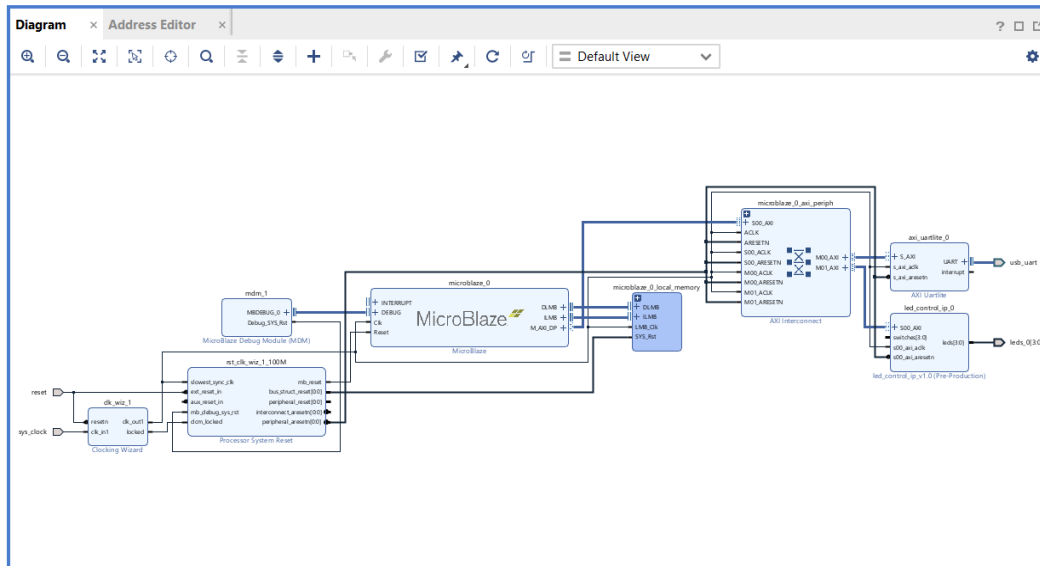 Diagram × Address Editor ×
? 
Default View
microblaze_0_axi_periph
S00_AXI
ACLK
ARESETN
S00_ACLK
S00_ARESETN
M00_ACLK
M00_ARESETN
M01_ACLK
M01_ARESETN
M00_AXI
M01_AXI
AXI Interconnect
axi_uartlite_0
S_AXI
s_axi_aclk
s_axi_aresetn
UART
interrupt
AXI Uartlite
usb_uart
led_control_ip_0
S00_AXI
switches[3:0]
s00_axi_aclk
s00_axi_aresetn
leds[3:0]
led_control_ip_v1.0 (Pre-Production)
leds_0[3:0
microblaze_0_local_memory
DLMB
ILMB
LMB_Clk
SYS_Rst
microblaze_0
INTERRUPT
DEBUG
Clk
Reset
MicroBlaze
DLMB
ILMB
M_AXI_DP
MicroBlaze
mdm_1
MBDEBUG_0
Debug_SYS_Rst
MicroBlaze Debug Module (MDM)
rst_clk_wiz_1_100M
slowest_sync_clk
ext_reset_in
aux_reset_in
mb_debug_sys_rst
dcm_locked
mb_reset
bus_struct_reset[0:0]
peripheral_reset[0:0]
interconnect_aresetn[0:0]
peripheral_aresetn[0:0]
Processor System Reset
reset
sys_clock
clk_wiz_1
resetn
clk_in1
clk_out1
locked
Clocking Wizard